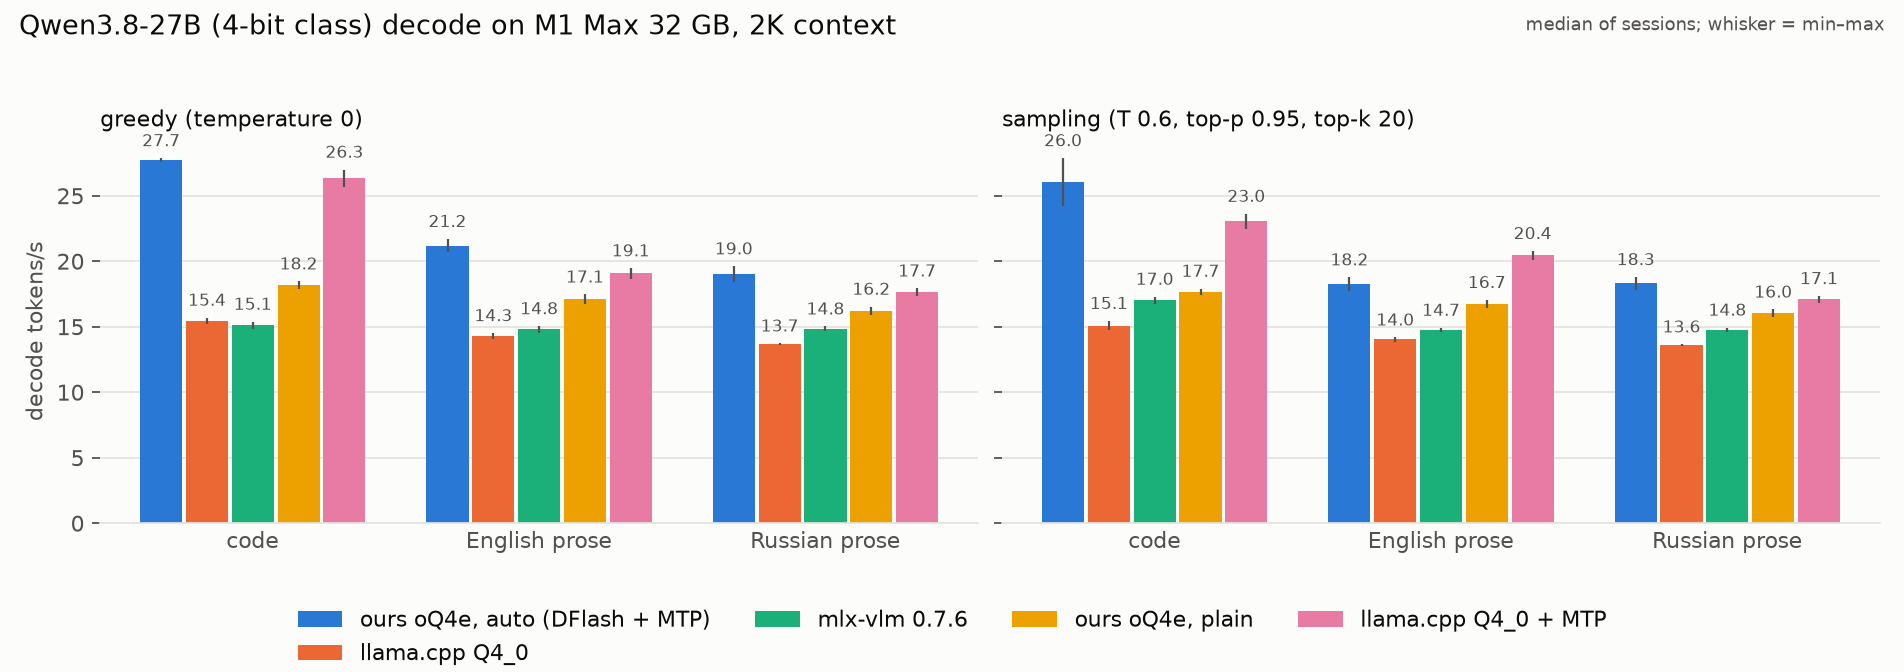 Qwen3.8-27B (4-bit class) decode on M1 Max 32 GB, 2K context
median of sessions; whisker = min–max
greedy (temperature 0)
27.7
15.4
15.1
18.2
26.3
21.2
14.3
14.8
17.1
19.1
19.0
13.7
14.8
16.2
17.7
decode tokens/s
25
20
15
10
5
0
code
English prose
Russian prose
sampling (T 0.6, top-p 0.95, top-k 20)
26.0
15.1
17.0
17.7
23.0
18.2
14.0
14.7
16.7
20.4
18.3
13.6
14.8
16.0
17.1
code
English prose
Russian prose
ours oQ4e, auto (DFlash + MTP)
llama.cpp Q4_0
mlx-vlm 0.7.6
ours oQ4e, plain
llama.cpp Q4_0 + MTP